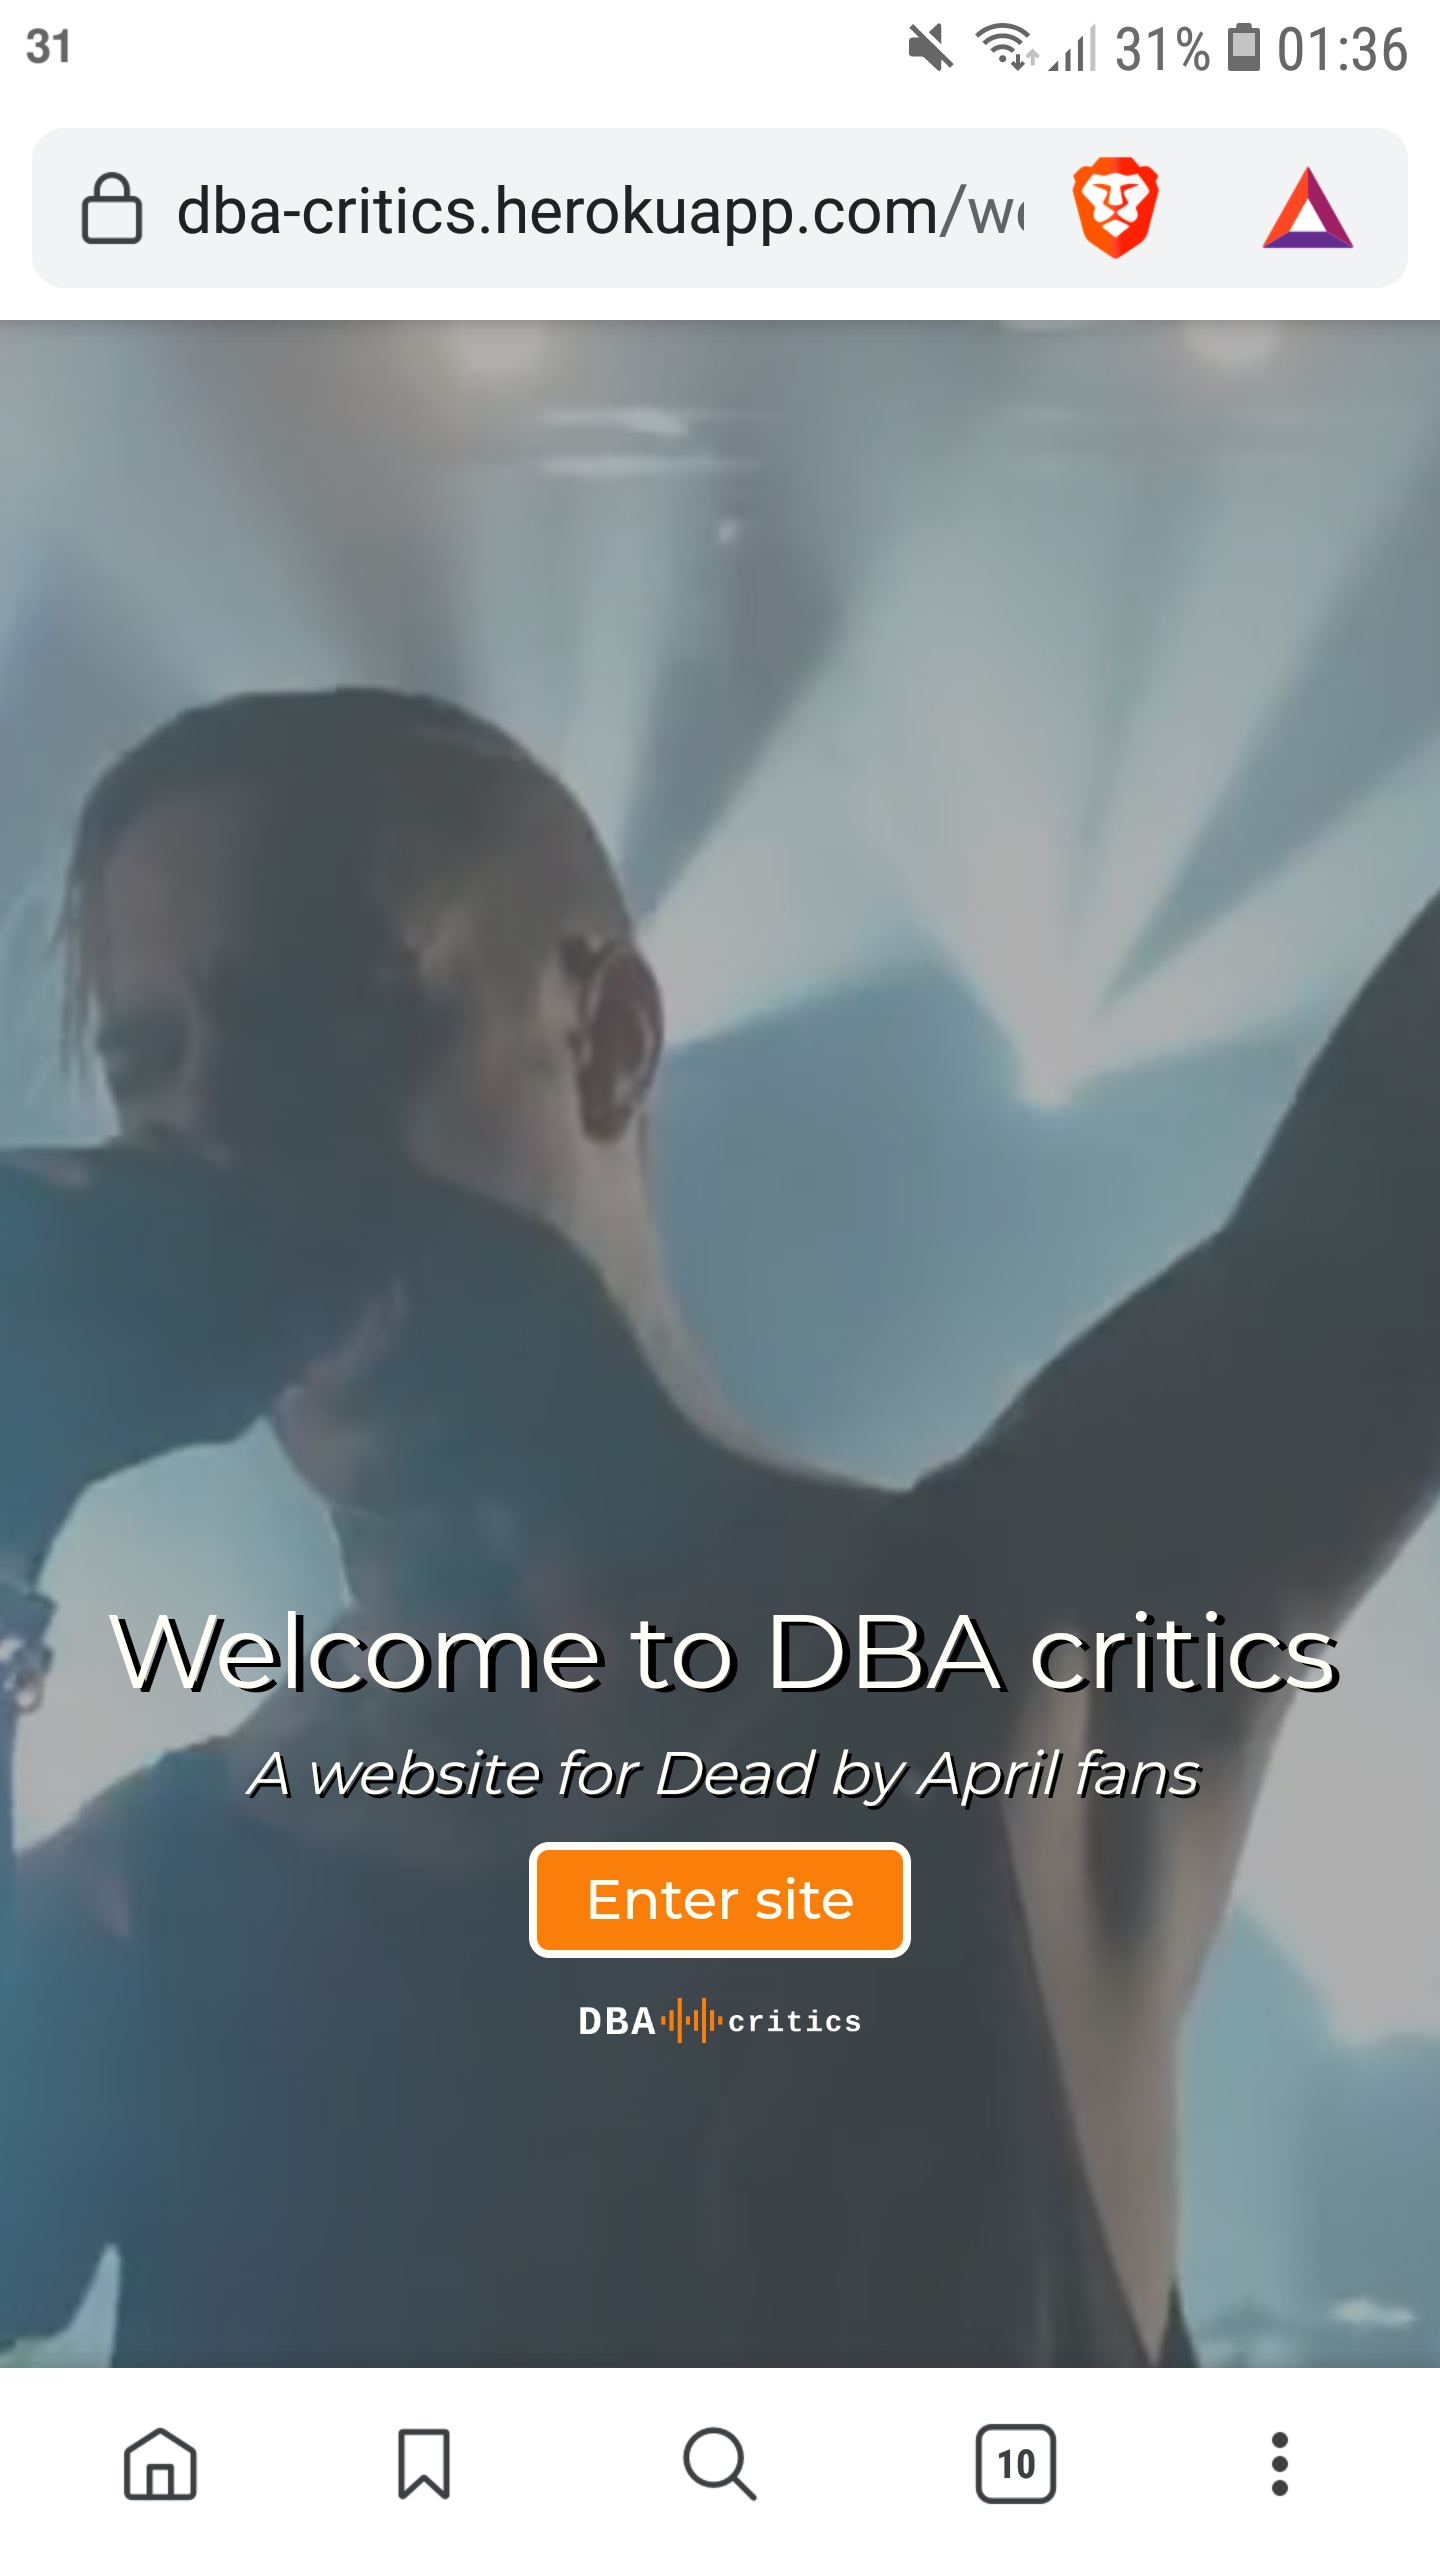 31 31% 01:36
dba-critics.herokuapp.com/w
Welcome to DBA critics
A website for Dead by April fans
Enter site
DBA critics
10